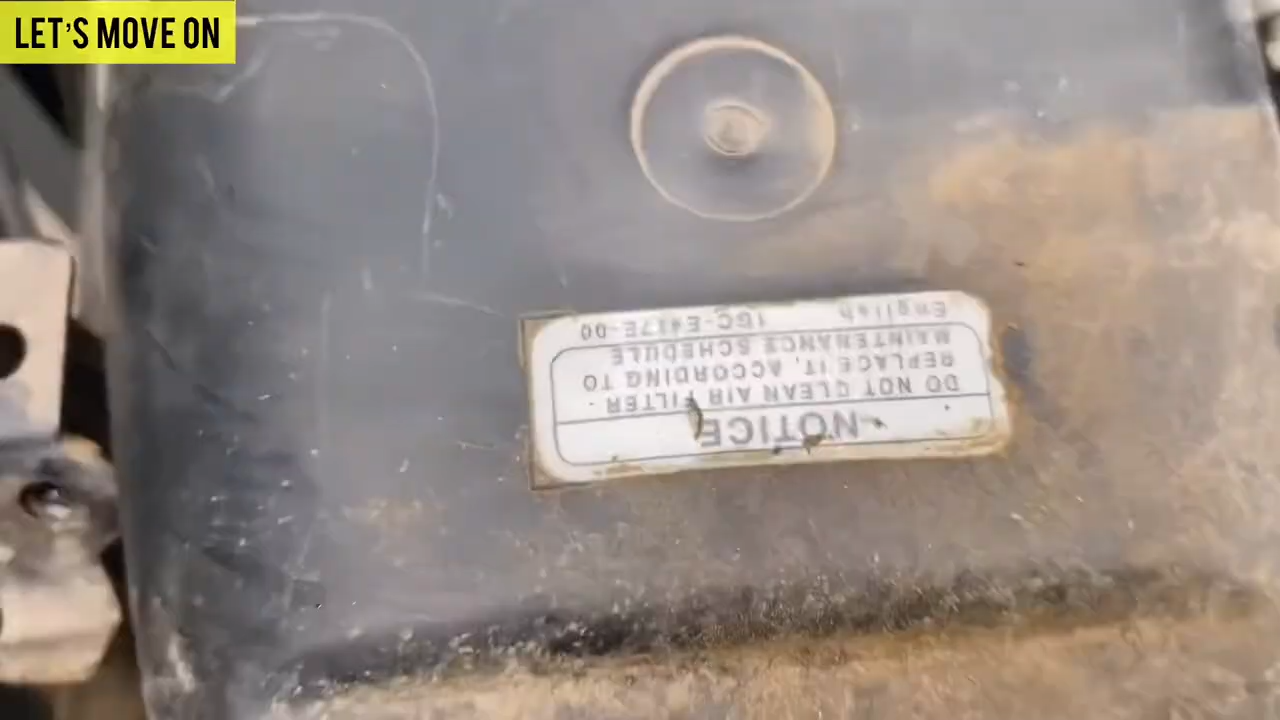 LET'S MOVE ON
NOTICE
DO NOT CLEAN AIR FILTER -
REPLACE IT, ACCORDING TO
MAINTENANCE SCHEDULE
English 1GC-E417E-00